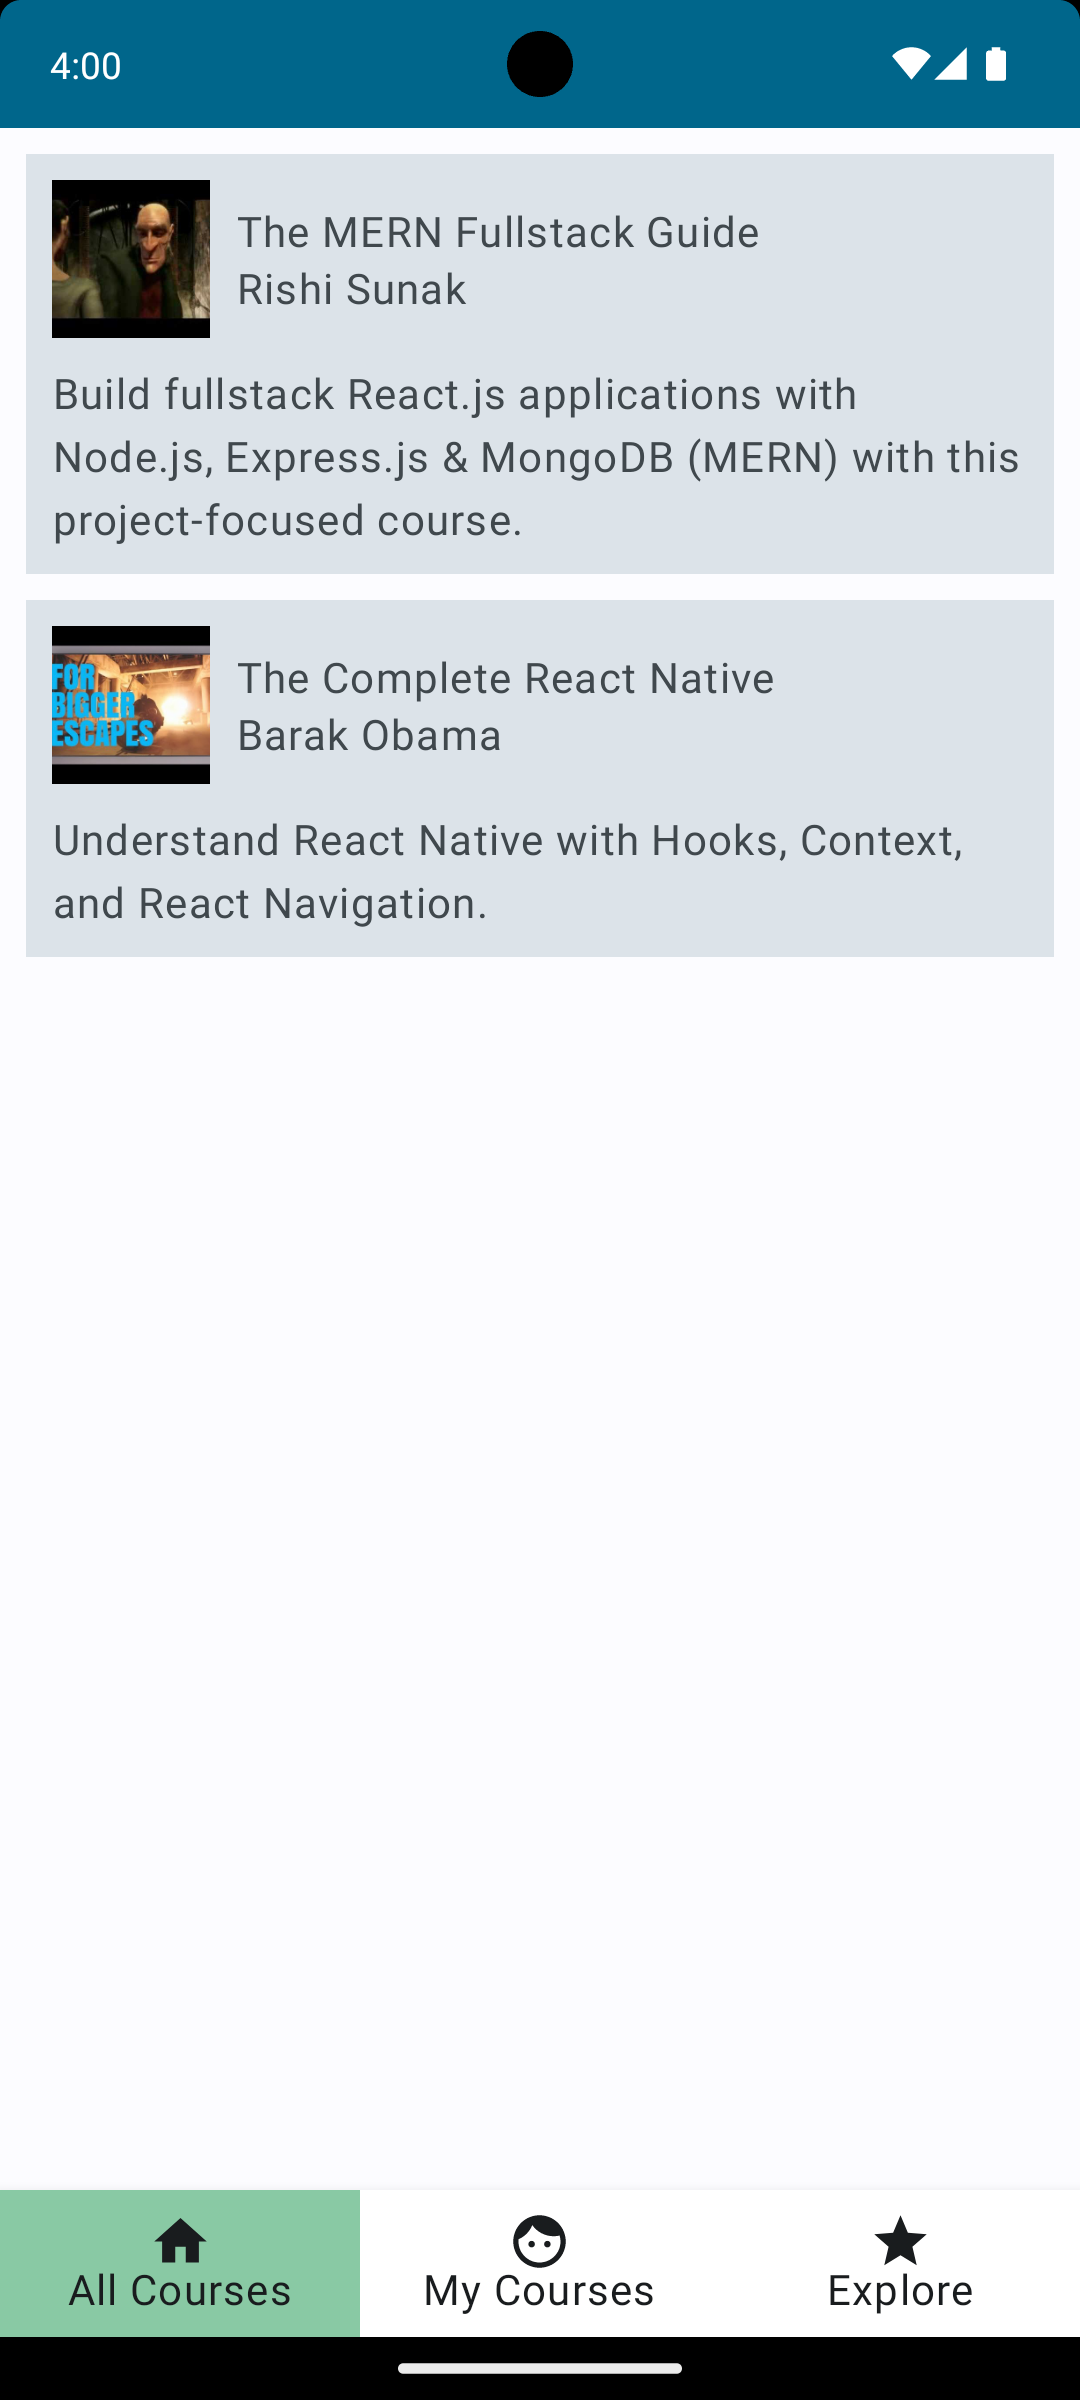 4:00
The MERN Fullstack Guide
Rishi Sunak
Build fullstack React.js applications with
Node.js, Express.js & MongoDB (MERN) with this
project-focused course.
FOR
BIGGER
ESCAPES
The Complete React Native
Barak Obama
Understand React Native with Hooks, Context,
and React Navigation.
All Courses
My Courses
Explore